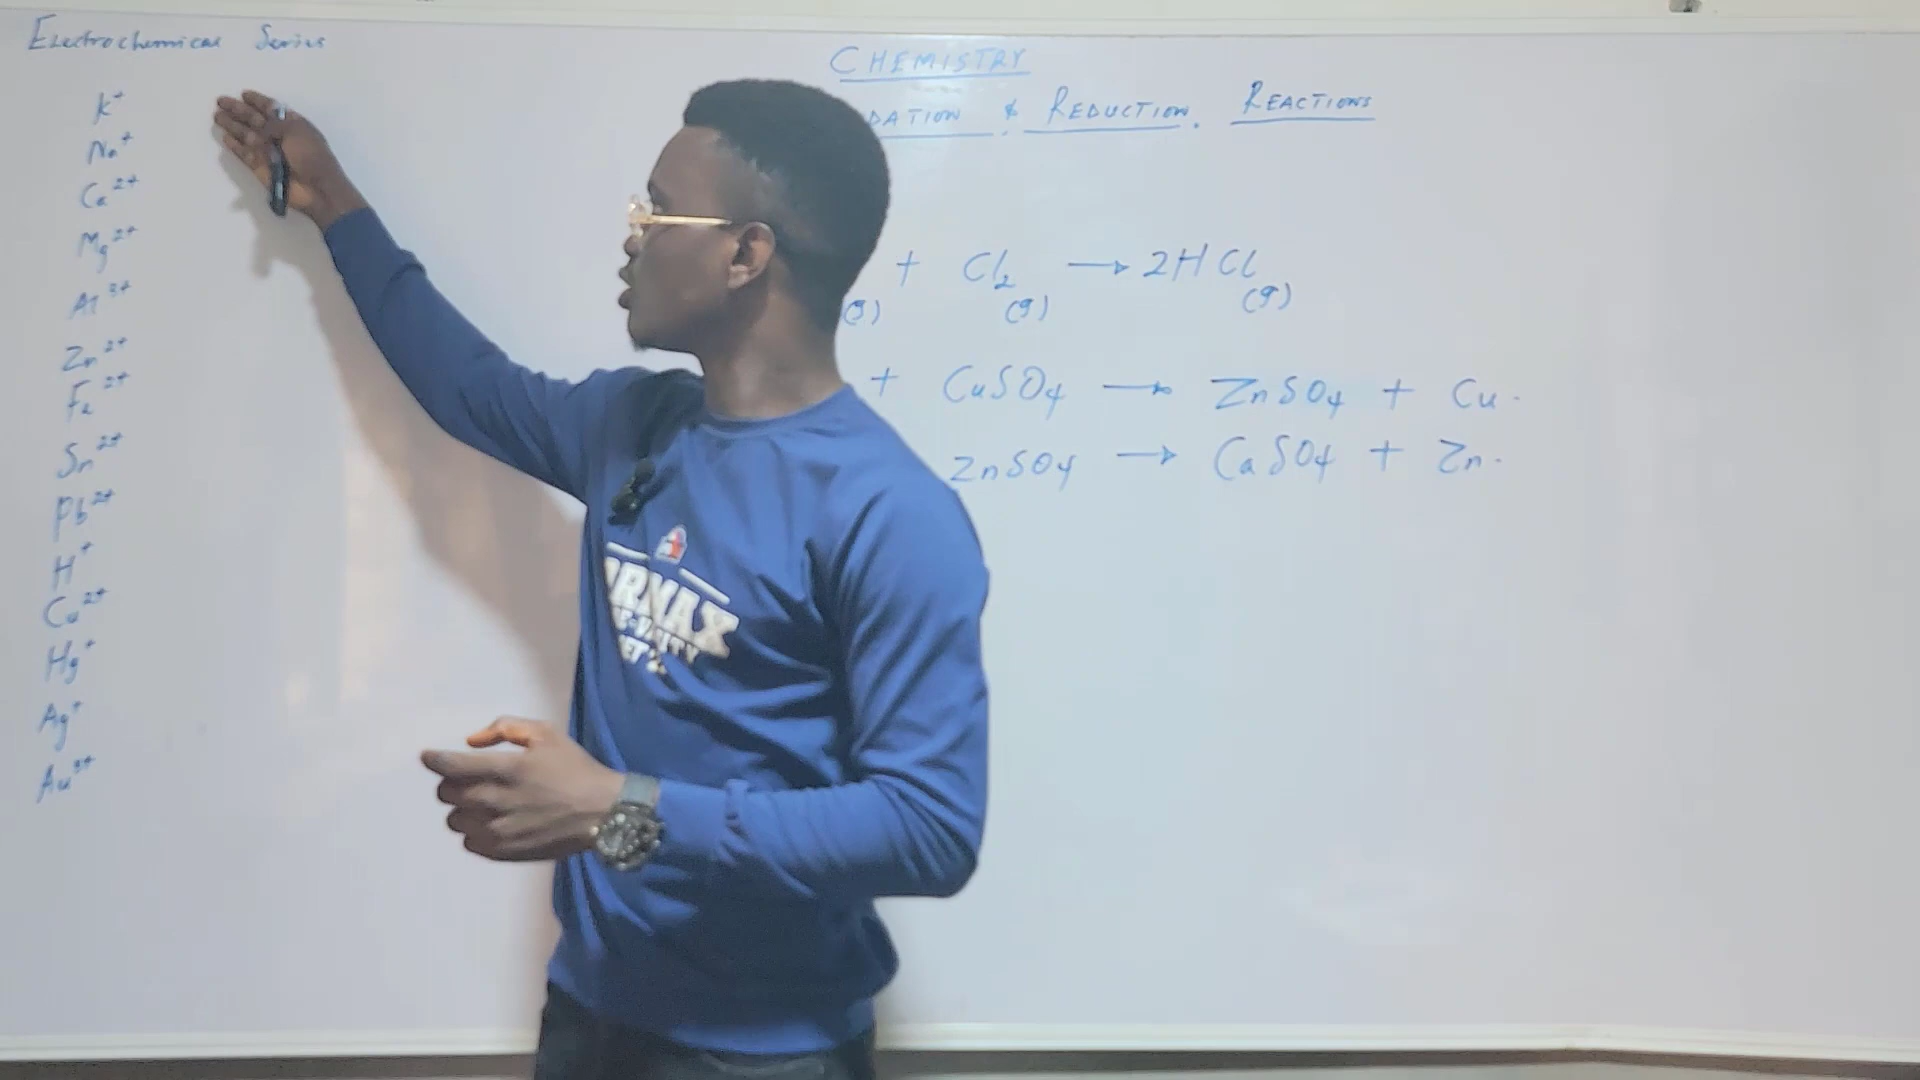 Electrochemical Series
K⁺
Na⁺
Ca²⁺
Mg²⁺
Al³⁺
Zn²⁺
Fe²⁺
Sn²⁺
Pb²⁺
H⁺
Cu²⁺
Hg⁺
Ag⁺
Au³⁺
CHEMISTRY
DATION & REDUCTION REACTIONS
(g) + Cl₂(g) → 2HCl(g)
+ CuSO₄ → ZnSO₄ + Cu.
ZnSO₄ → CaSO₄ + Zn.
RMAX